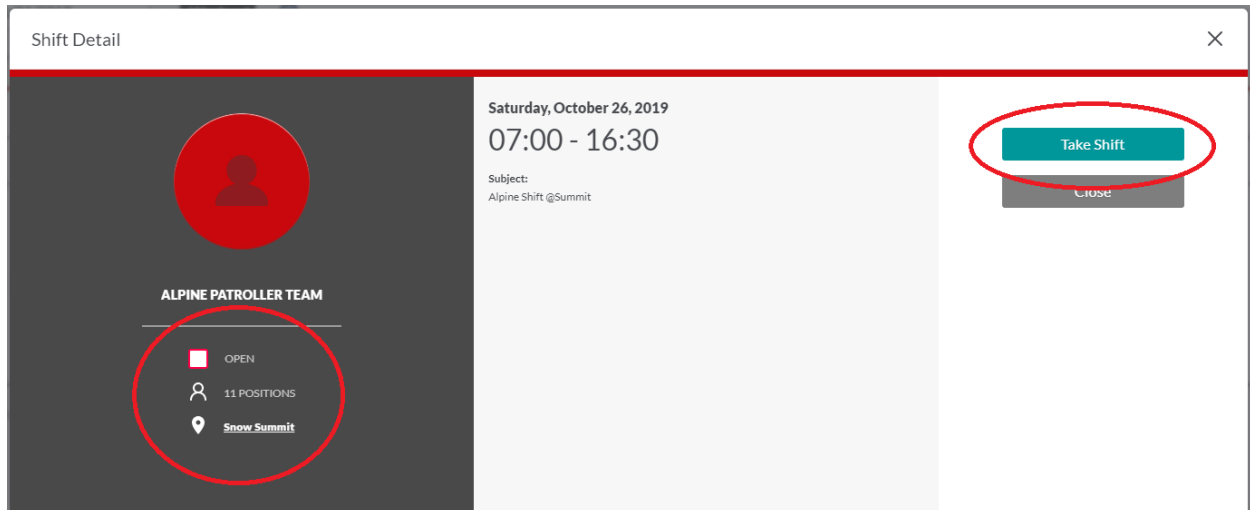 Shift Detail
ALPINE PATROLLER TEAM
OPEN
11 POSITIONS
Snow Summit
Saturday, October 26, 2019
07:00 - 16:30
Subject:
Alpine Shift @Summit
Take Shift
Close